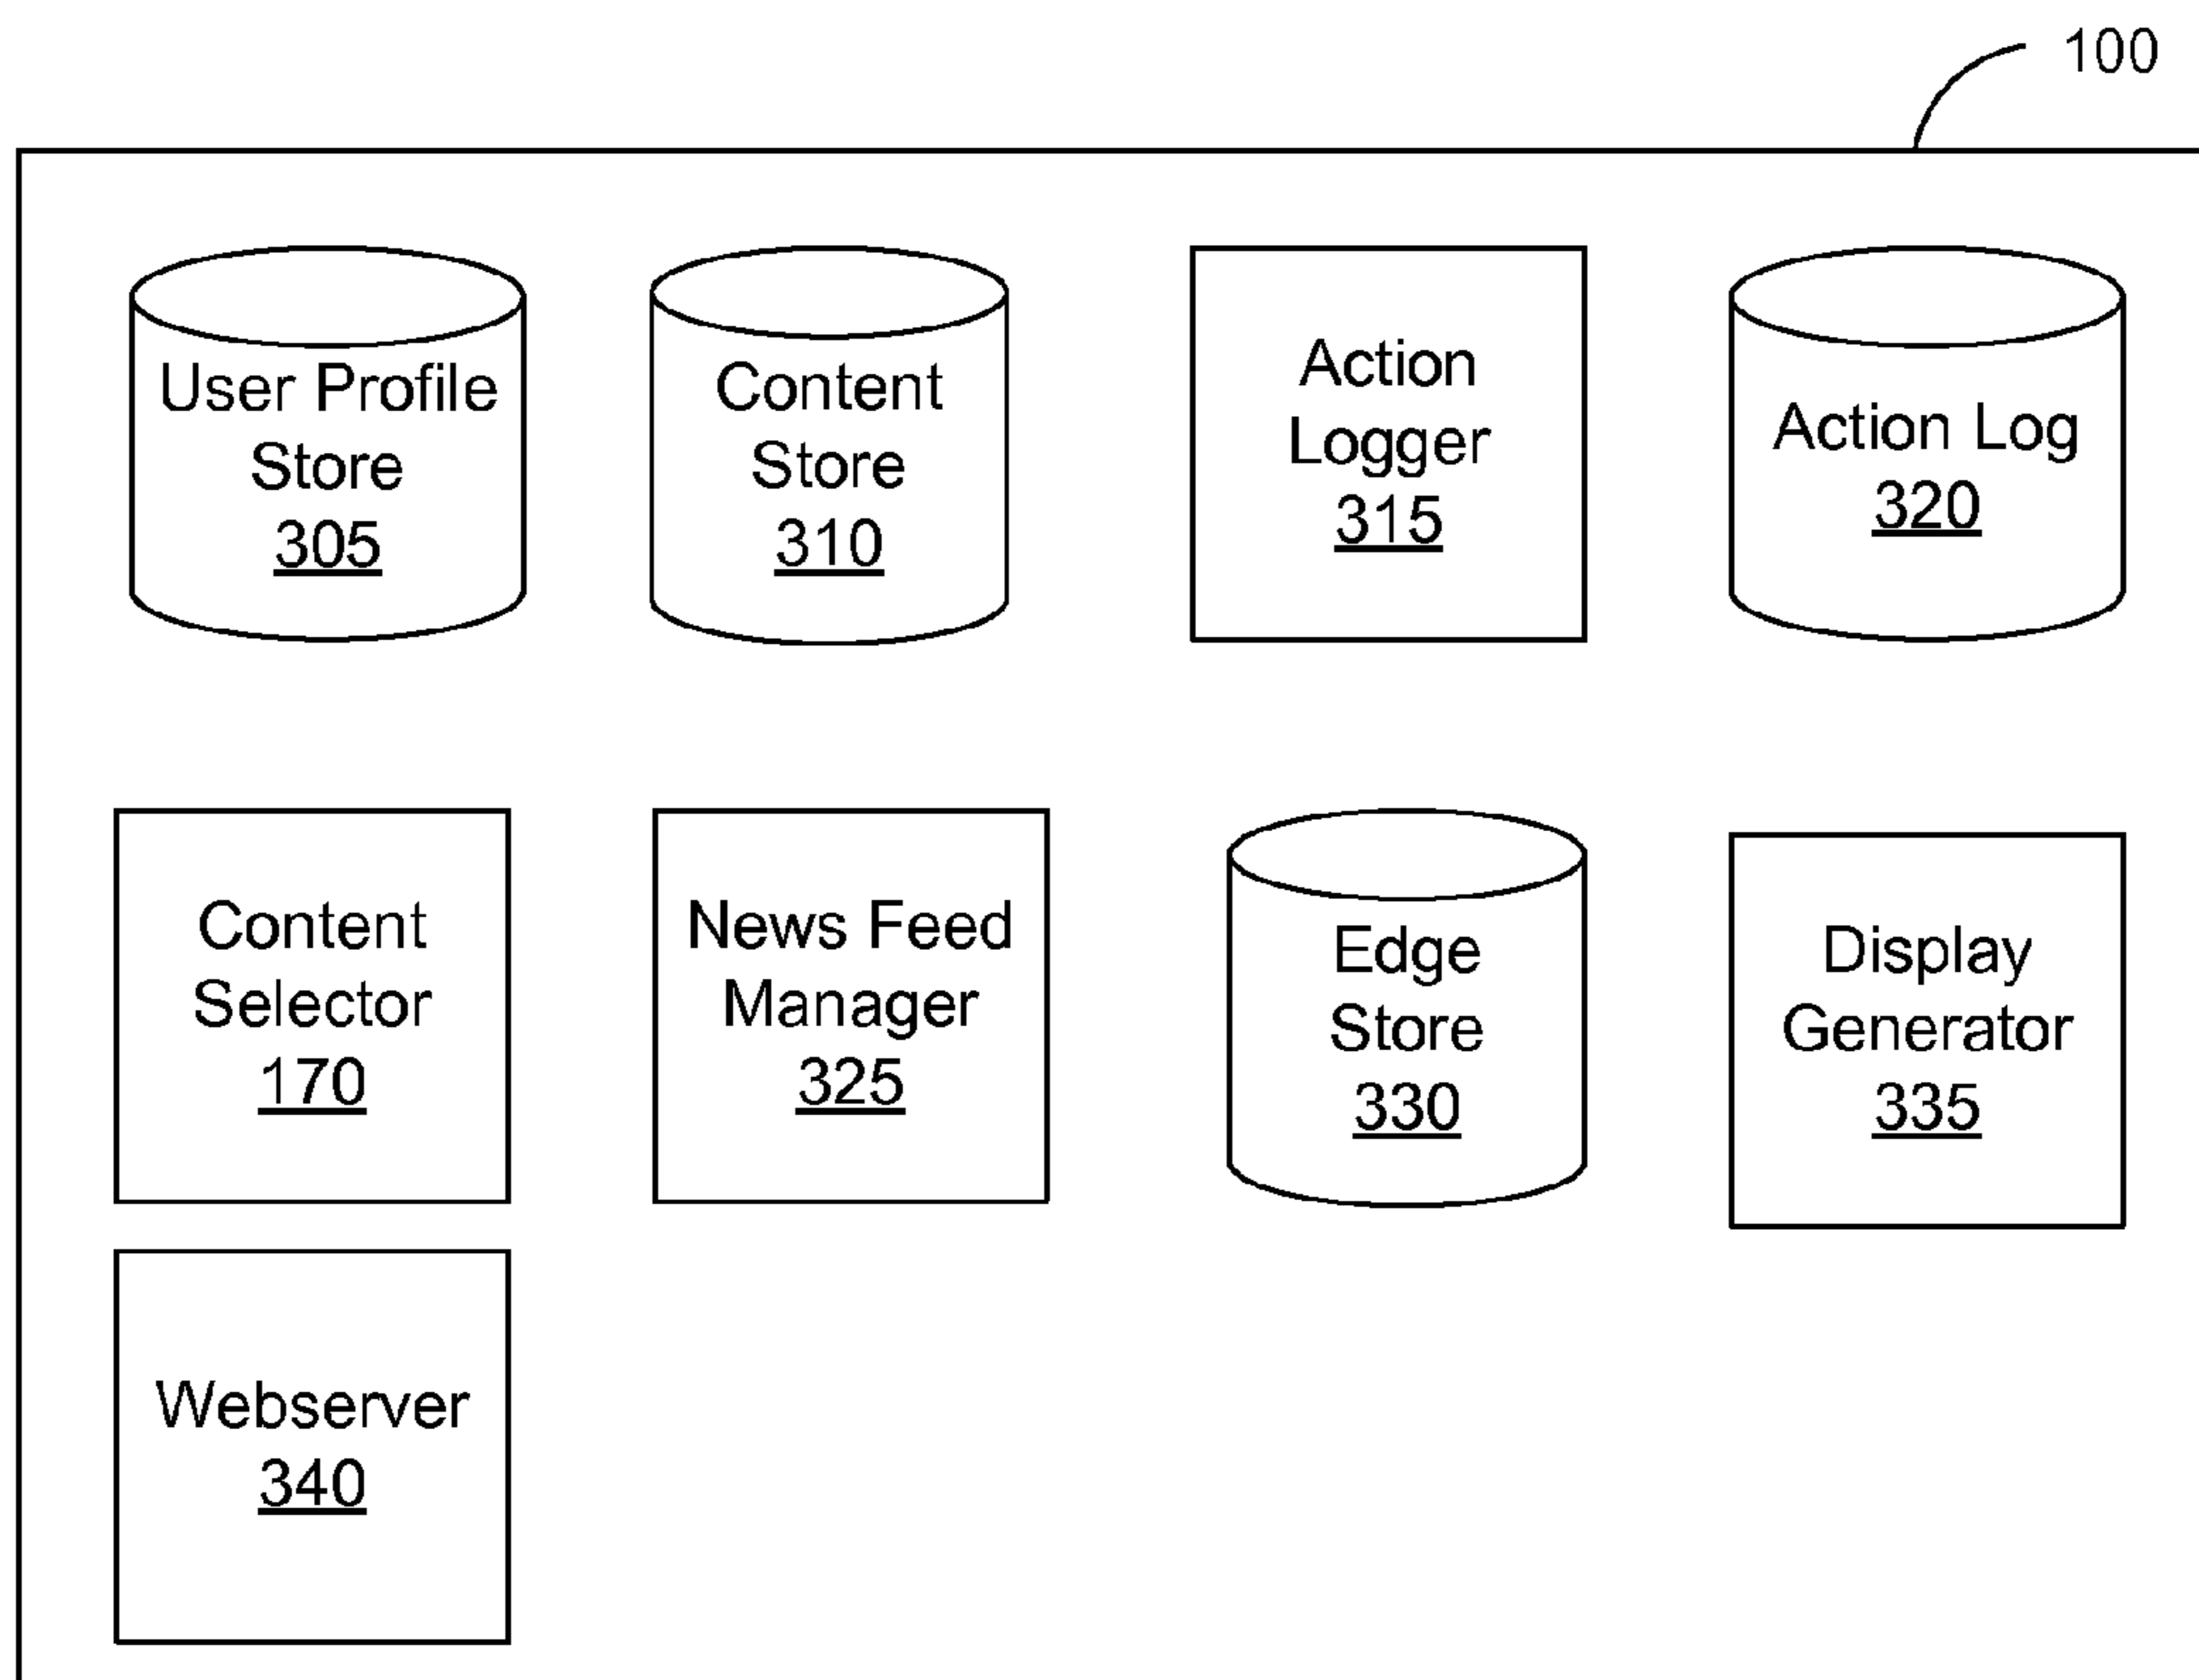 100
User Profile
Store
305
Content
Store
310
Action
Logger
315
Action Log
320
Content
Selector
170
News Feed
Manager
325
Edge
Store
330
Display
Generator
335
Webserver
340